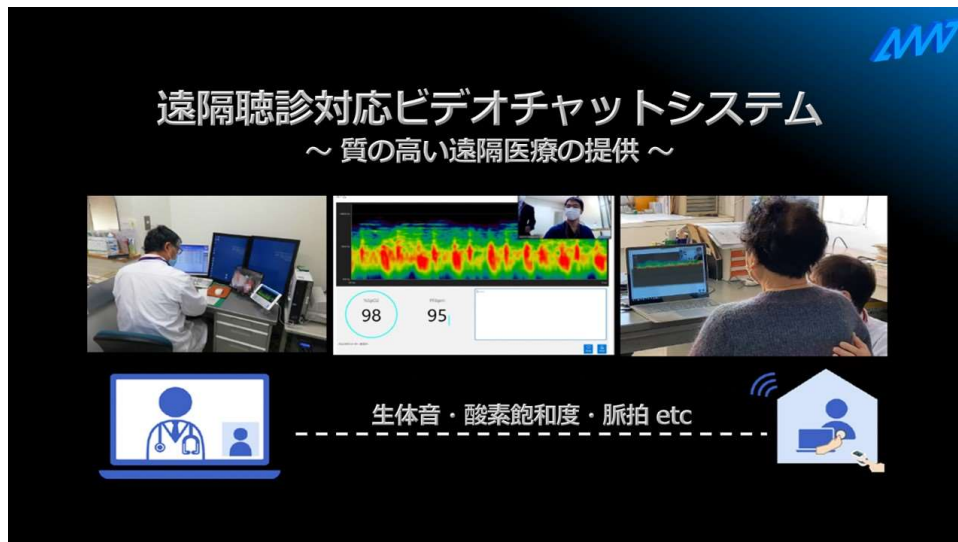 遠隔聴診対応ビデオチャットシステム
～ 質の高い遠隔医療の提供 ～
98
95
生体音・酸素飽和度・脈拍 etc